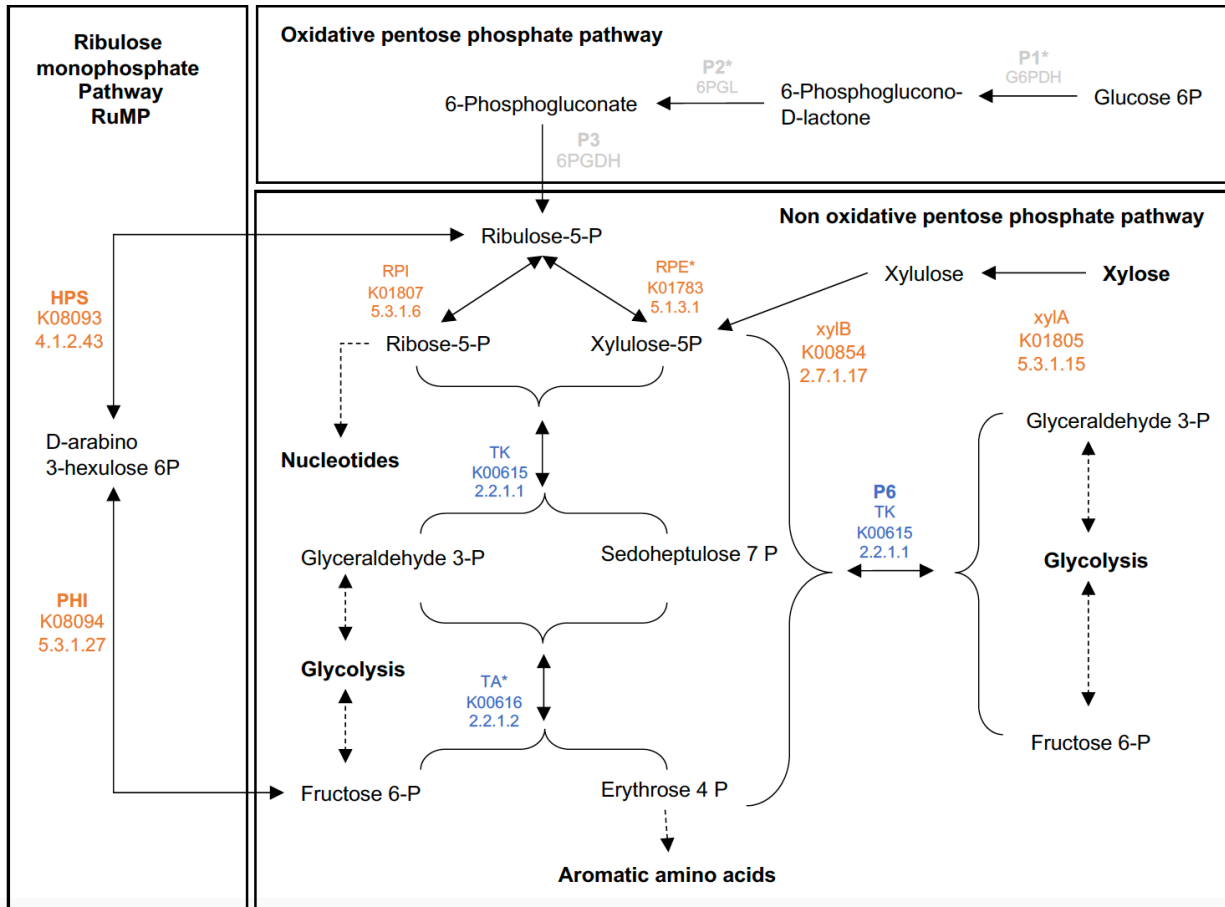 Ribulose
monophosphate
Pathway
RuMP
HPS
K08093
4.1.2.43
D-arabino
3-hexulose 6P
PHI
K08094
5.3.1.27
Oxidative pentose phosphate pathway
P1*
G6PDH
P2*
6PGL
6-Phosphogluconate
6-Phosphoglucono-
D-lactone
Glucose 6P
P3
6PGDH
Non oxidative pentose phosphate pathway
Ribulose-5-P
RPI
K01807
5.3.1.6
RPE*
K01783
5.1.3.1
Xylulose
Xylose
xylB
K00854
2.7.1.17
xylA
K01805
5.3.1.15
Ribose-5-P
Xylulose-5P
Nucleotides
TK
K00615
2.2.1.1
Glyceraldehyde 3-P
Sedoheptulose 7 P
Glycolysis
TA*
K00616
2.2.1.2
Fructose 6-P
Erythrose 4 P
Aromatic amino acids
P6
TK
K00615
2.2.1.1
Glyceraldehyde 3-P
Glycolysis
Fructose 6-P